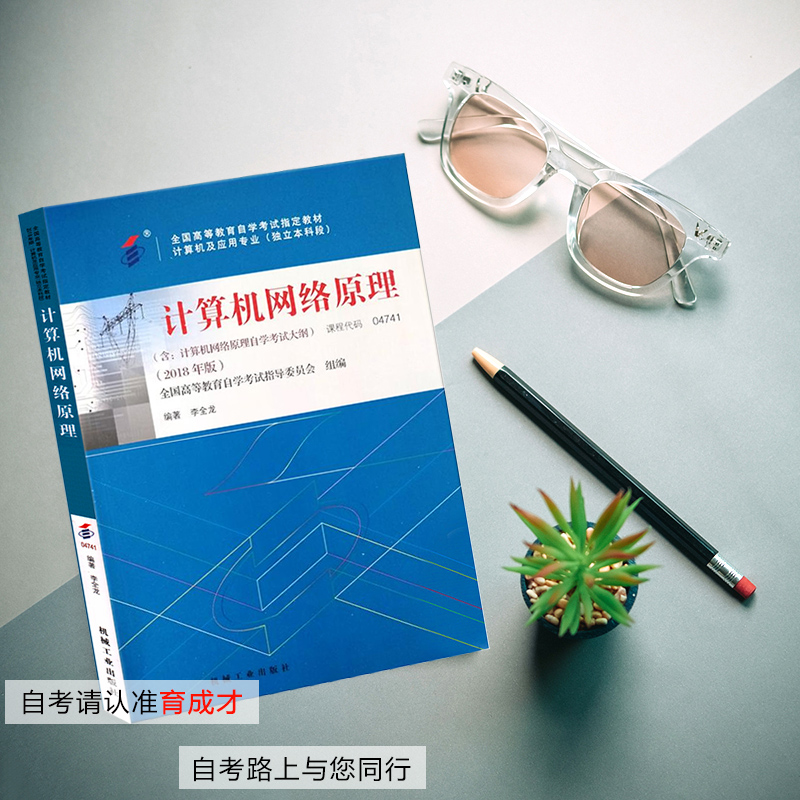 全国高等教育自学考试指定教材
计算机及应用专业(独立本科段)
计算机网络原理
(含:计算机网络原理自学考试大纲) 课程代码 04741
(2018年版)
全国高等教育自学考试指导委员会 组编
编著 李全龙
机械工业出版社
计算机网络原理
04741
编著 李全龙
机械工业出版社
自考请认准育成才
自考路上与您同行